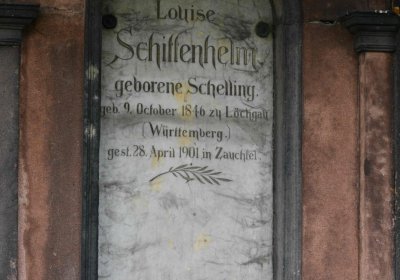 Louise
Schittenhelm
geborene Schelling.
geb. 9. October 1846 zu Löchgau
(Württemberg.)
gest. 28. April 1901 in Zauchtel.